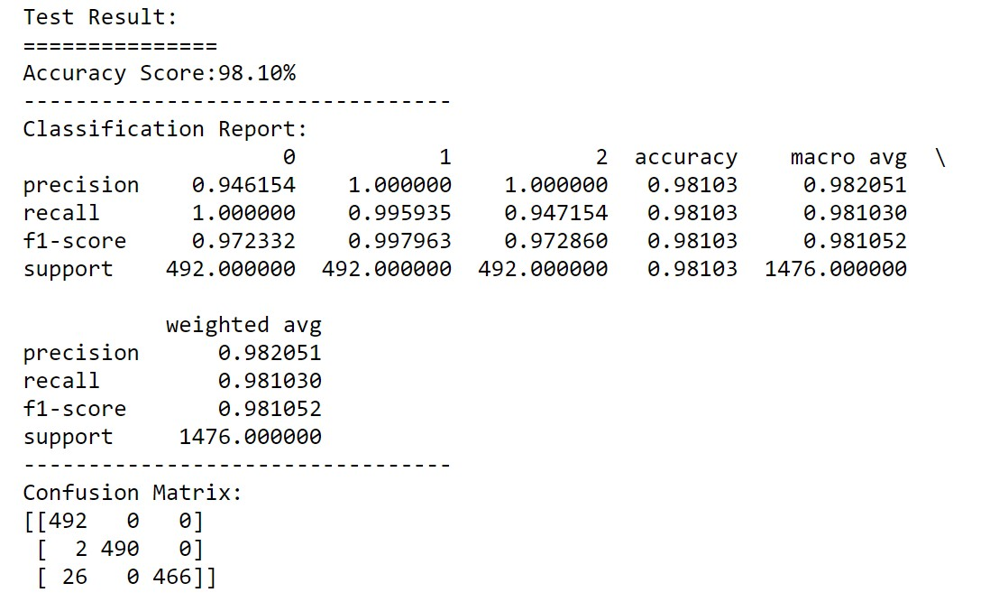 Test Result:
===============
Accuracy Score:98.10%
---------------------------------
Classification Report:
                    0           1           2  accuracy    macro avg  \
precision    0.946154    1.000000    1.000000   0.98103     0.982051
recall       1.000000    0.995935    0.947154   0.98103     0.981030
f1-score     0.972332    0.997963    0.972860   0.98103     0.981052
support    492.000000  492.000000  492.000000   0.98103  1476.000000

           weighted avg
precision      0.982051
recall         0.981030
f1-score       0.981052
support     1476.000000
---------------------------------
Confusion Matrix:
[[492   0   0]
 [  2 490   0]
 [ 26   0 466]]